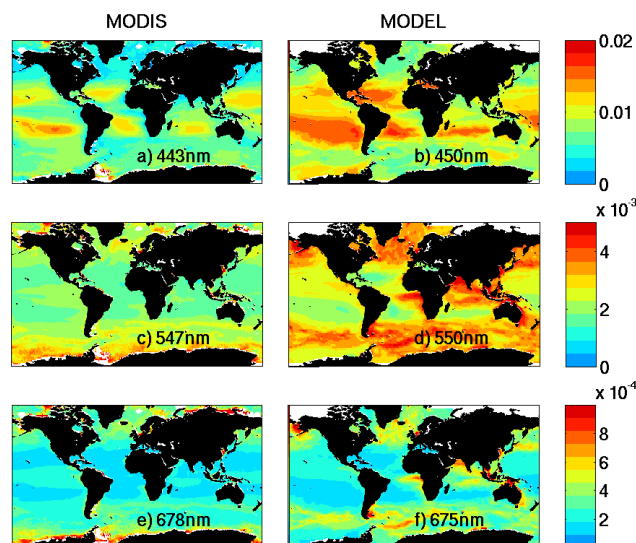 MODIS MODEL
0.02
0.01
0
a) 443nm b) 450nm
x 10⁻³
4
2
0
c) 547nm d) 550nm
x 10⁻⁴
8
6
4
2
e) 678nm f) 675nm